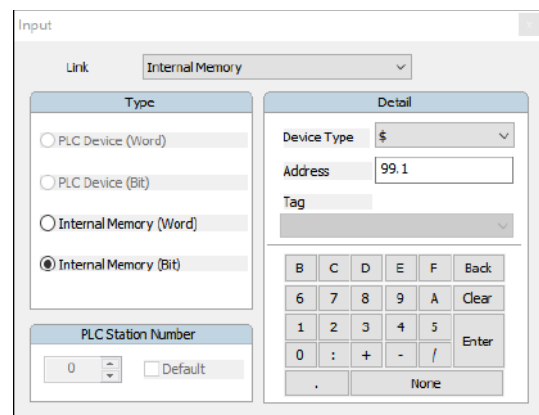 Input
x
Link Internal Memory
Type
PLC Device (Word)
PLC Device (Bit)
Internal Memory (Word)
Internal Memory (Bit)
PLC Station Number
0 Default
Detail
Device Type $
Address 99.1
Tag
B C D E F Back
6 7 8 9 A Clear
1 2 3 4 5 Enter
0 : + - /
. None